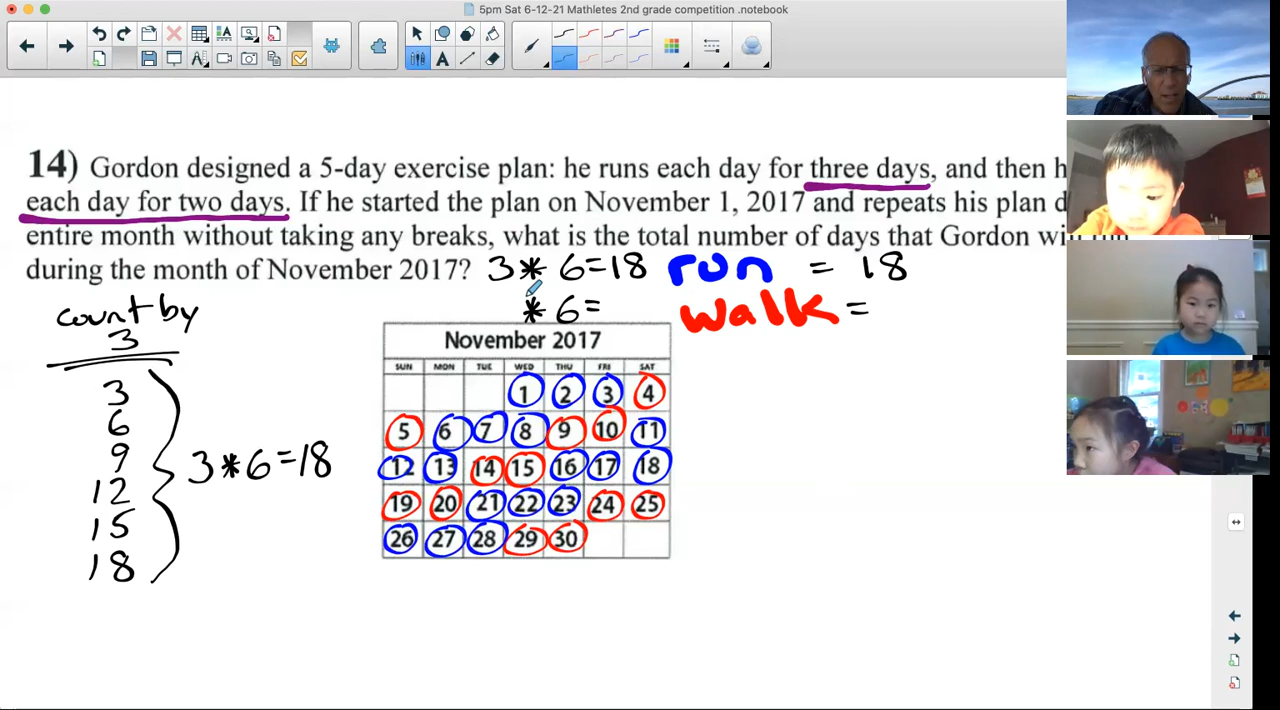 5pm Sat 6-12-21 Mathletes 2nd grade competition .notebook
14) Gordon designed a 5-day exercise plan: he runs each day for three days, and then h
each day for two days. If he started the plan on November 1, 2017 and repeats his plan d
entire month without taking any breaks, what is the total number of days that Gordon will run
during the month of November 2017? 3*6=18 run = 18
*6= walk =
count by
3
3
6
9
12
15
18
3*6=18
November 2017
SUN MON TUE WED THU FRI SAT
1 2 3 4
5 6 7 8 9 10 11
12 13 14 15 16 17 18
19 20 21 22 23 24 25
26 27 28 29 30